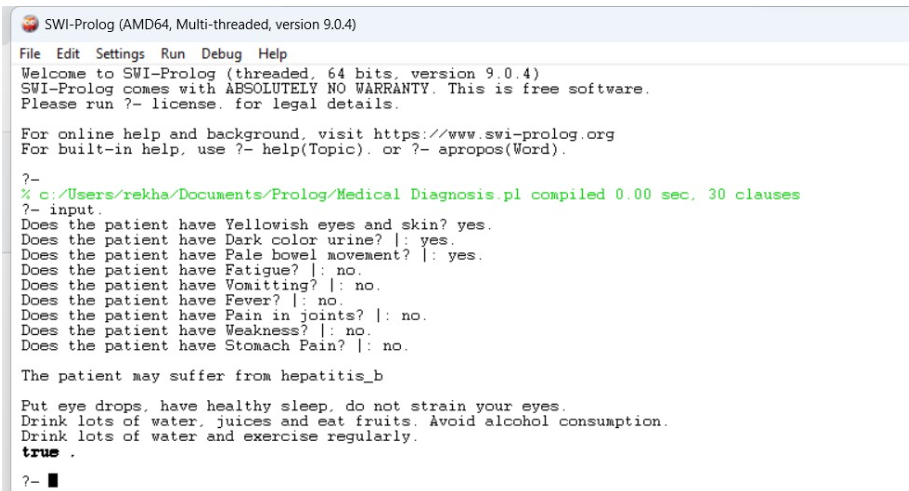 SWI-Prolog (AMD64, Multi-threaded, version 9.0.4)
File Edit Settings Run Debug Help
Welcome to SWI-Prolog (threaded, 64 bits, version 9.0.4)
SWI-Prolog comes with ABSOLUTELY NO WARRANTY. This is free software.
Please run ?- license. for legal details.

For online help and background, visit https://www.swi-prolog.org
For built-in help, use ?- help(Topic). or ?- apropos(Word).

?-
% c:/Users/rekha/Documents/Prolog/Medical Diagnosis.pl compiled 0.00 sec, 30 clauses
?- input.
Does the patient have Yellowish eyes and skin? yes.
Does the patient have Dark color urine? |: yes.
Does the patient have Pale bowel movement? |: yes.
Does the patient have Fatigue? |: no.
Does the patient have Vomitting? |: no.
Does the patient have Fever? |: no.
Does the patient have Pain in joints? |: no.
Does the patient have Weakness? |: no.
Does the patient have Stomach Pain? |: no.

The patient may suffer from hepatitis_b

Put eye drops, have healthy sleep, do not strain your eyes.
Drink lots of water, juices and eat fruits. Avoid alcohol consumption.
Drink lots of water and exercise regularly.
true .

?-